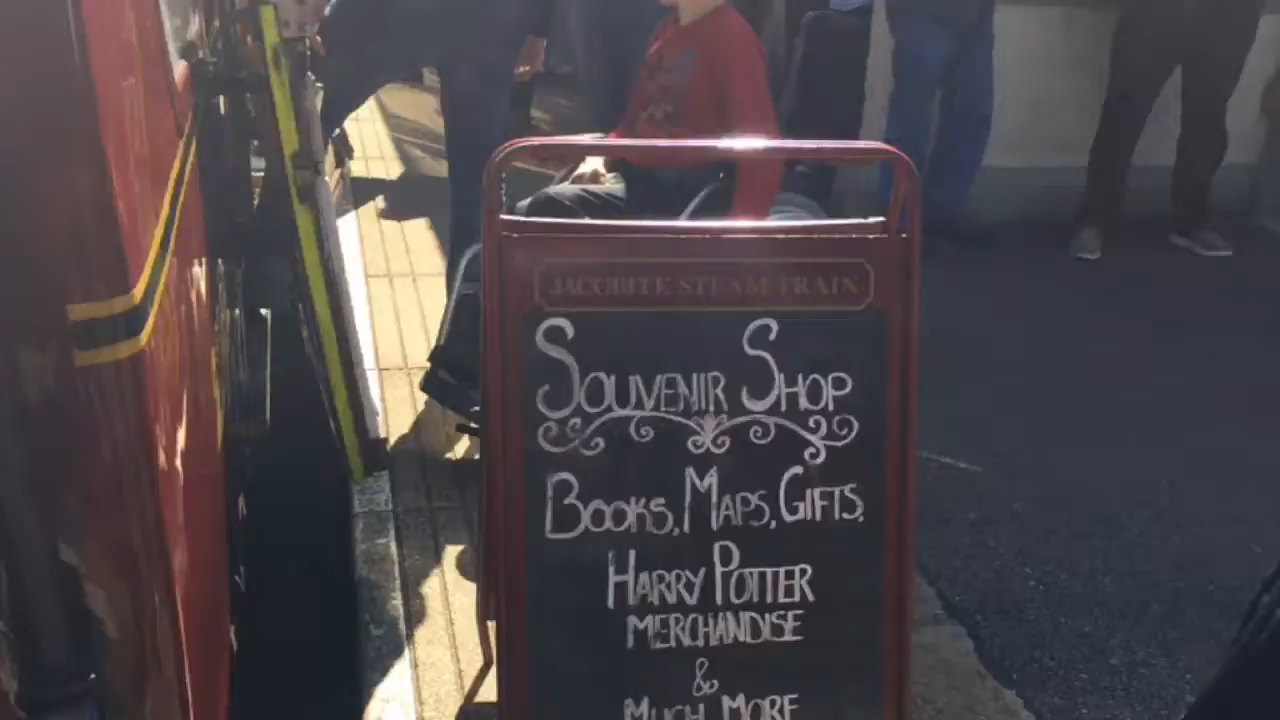 JACOBITE STEAM TRAIN
SOUVENIR SHOP
BOOKS, MAPS, GIFTS,
HARRY POTTER
MERCHANDISE
&
MUCH MORE